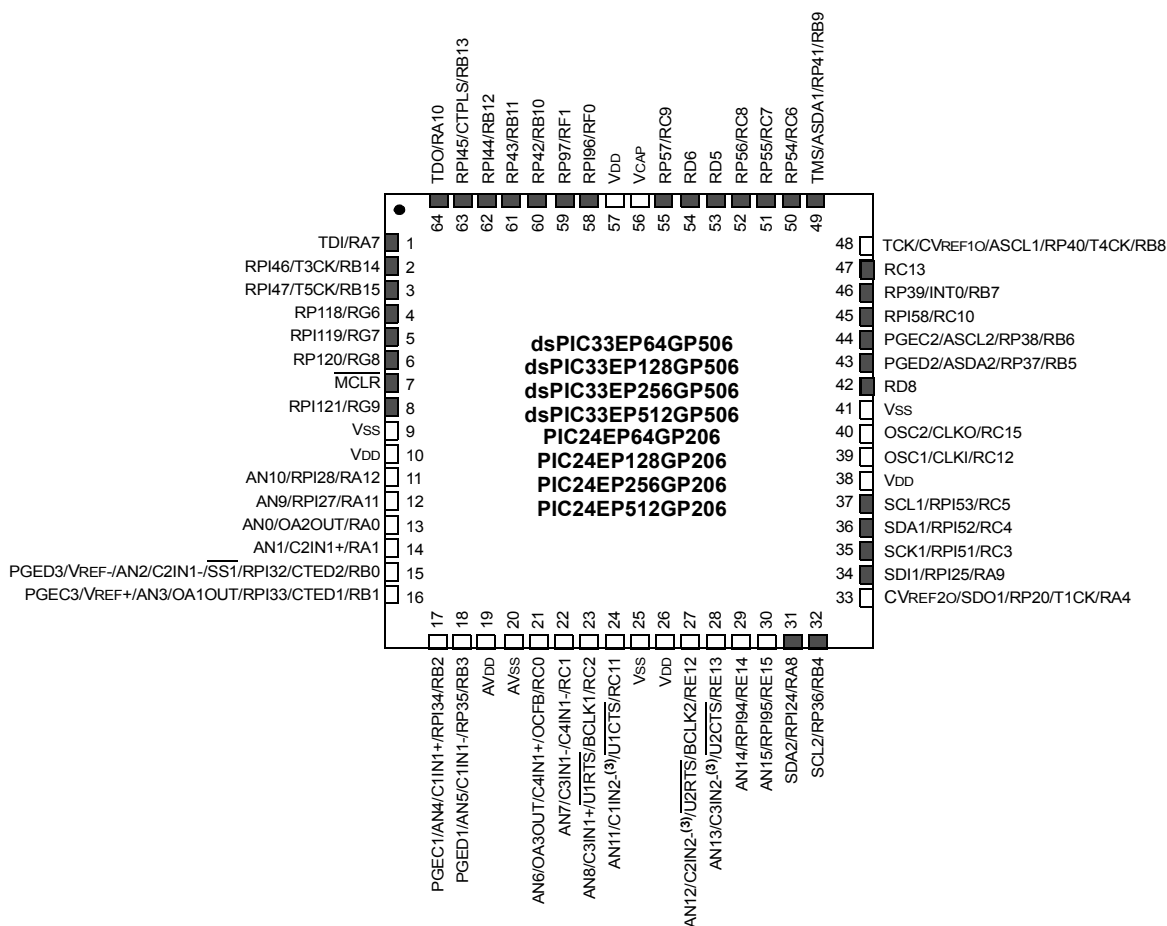 TDO/RA10
RPI45/CTPLS/RB13
RPI44/RB12
RP43/RB11
RP42/RB10
RP97/RF1
RPI96/RF0
VDD
VCAP
RP57/RC9
RD6
RD5
RP56/RC8
RP55/RC7
RP54/RC6
TMS/ASDA1/RP41/RB9
64
63
62
61
60
59
58
57
56
55
54
53
52
51
50
49
TDI/RA7 1
RPI46/T3CK/RB14 2
RPI47/T5CK/RB15 3
RP118/RG6 4
RPI119/RG7 5
RP120/RG8 6
MCLR 7
RPI121/RG9 8
VSS 9
VDD 10
AN10/RPI28/RA12 11
AN9/RPI27/RA11 12
AN0/OA2OUT/RA0 13
AN1/C2IN1+/RA1 14
PGED3/VREF-/AN2/C2IN1-/SS1/RPI32/CTED2/RB0 15
PGEC3/VREF+/AN3/OA1OUT/RPI33/CTED1/RB1 16
dsPIC33EP64GP506
dsPIC33EP128GP506
dsPIC33EP256GP506
dsPIC33EP512GP506
PIC24EP64GP206
PIC24EP128GP206
PIC24EP256GP206
PIC24EP512GP206
48 TCK/CVREF1O/ASCL1/RP40/T4CK/RB8
47 RC13
46 RP39/INT0/RB7
45 RPI58/RC10
44 PGEC2/ASCL2/RP38/RB6
43 PGED2/ASDA2/RP37/RB5
42 RD8
41 VSS
40 OSC2/CLKO/RC15
39 OSC1/CLKI/RC12
38 VDD
37 SCL1/RPI53/RC5
36 SDA1/RPI52/RC4
35 SCK1/RPI51/RC3
34 SDI1/RPI25/RA9
33 CVREF2O/SDO1/RP20/T1CK/RA4
17
18
19
20
21
22
23
24
25
26
27
28
29
30
31
32
PGEC1/AN4/C1IN1+/RPI34/RB2
PGED1/AN5/C1IN1-/RP35/RB3
AVDD
AVSS
AN6/OA3OUT/C4IN1+/OCFB/RC0
AN7/C3IN1-/C4IN1-/RC1
AN8/C3IN1+/U1RTS/BCLK1/RC2
AN11/C1IN2-(3)/U1CTS/RC11
VSS
VDD
AN12/C2IN2-(3)/U2RTS/BCLK2/RE12
AN13/C3IN2-(3)/U2CTS/RE13
AN14/RPI94/RE14
AN15/RPI95/RE15
SDA2/RPI24/RA8
SCL2/RP36/RB4